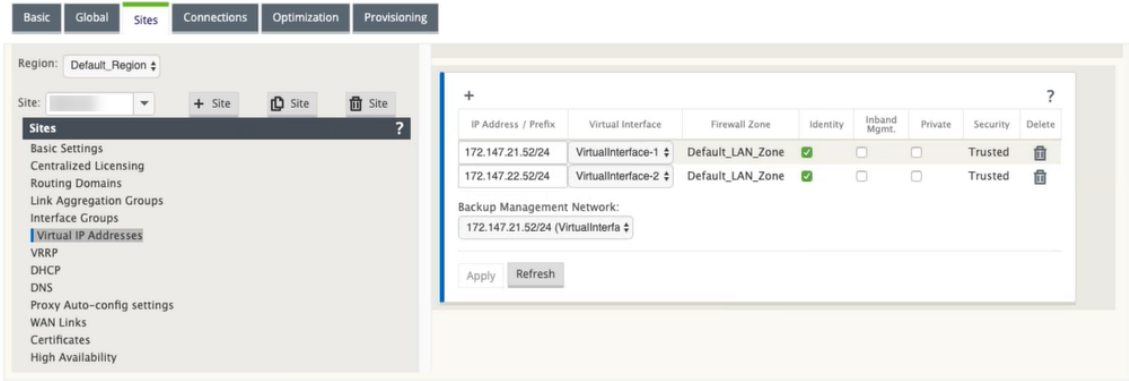 Basic Global Sites Connections Optimization Provisioning
Region: Default_Region
Site: + Site Site Site
Sites ?
Basic Settings
Centralized Licensing
Routing Domains
Link Aggregation Groups
Interface Groups
Virtual IP Addresses
VRRP
DHCP
DNS
Proxy Auto-config settings
WAN Links
Certificates
High Availability
+ ?
IP Address / Prefix Virtual Interface Firewall Zone Identity Inband Mgmt. Private Security Delete
172.147.21.52/24 VirtualInterface-1 Default_LAN_Zone Trusted
172.147.22.52/24 VirtualInterface-2 Default_LAN_Zone Trusted
Backup Management Network:
172.147.21.52/24 (VirtualInterfa
Apply Refresh